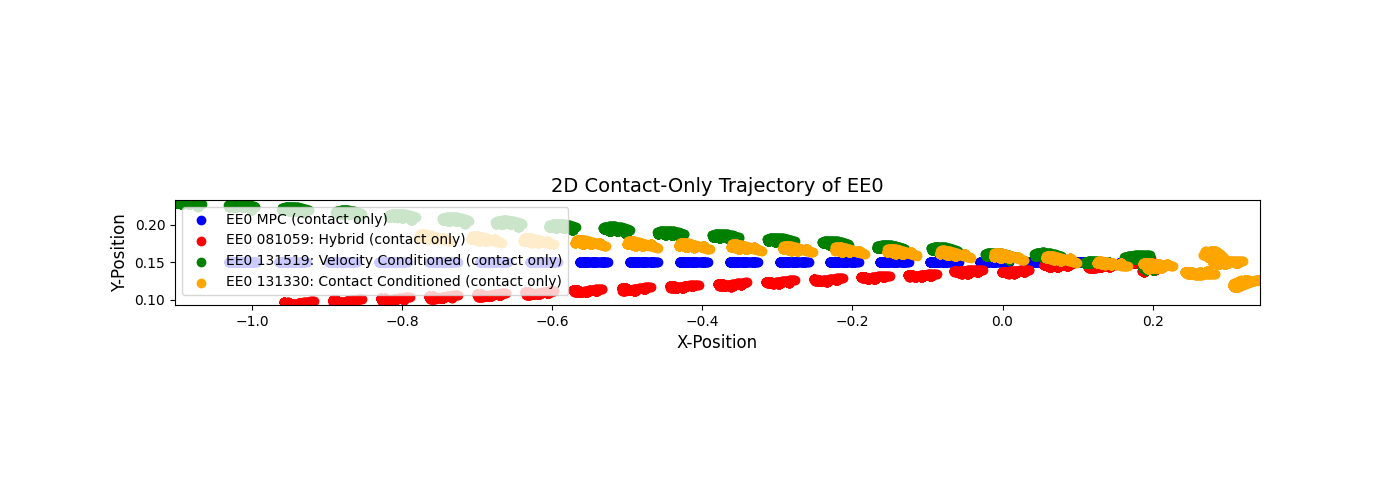 2D Contact-Only Trajectory of EE0
Y-Position
0.20
0.15
0.10
EE0 MPC (contact only)
EE0 081059: Hybrid (contact only)
EE0 131519: Velocity Conditioned (contact only)
EE0 131330: Contact Conditioned (contact only)
−1.0
−0.8
−0.6
−0.4
−0.2
0.0
0.2
X-Position